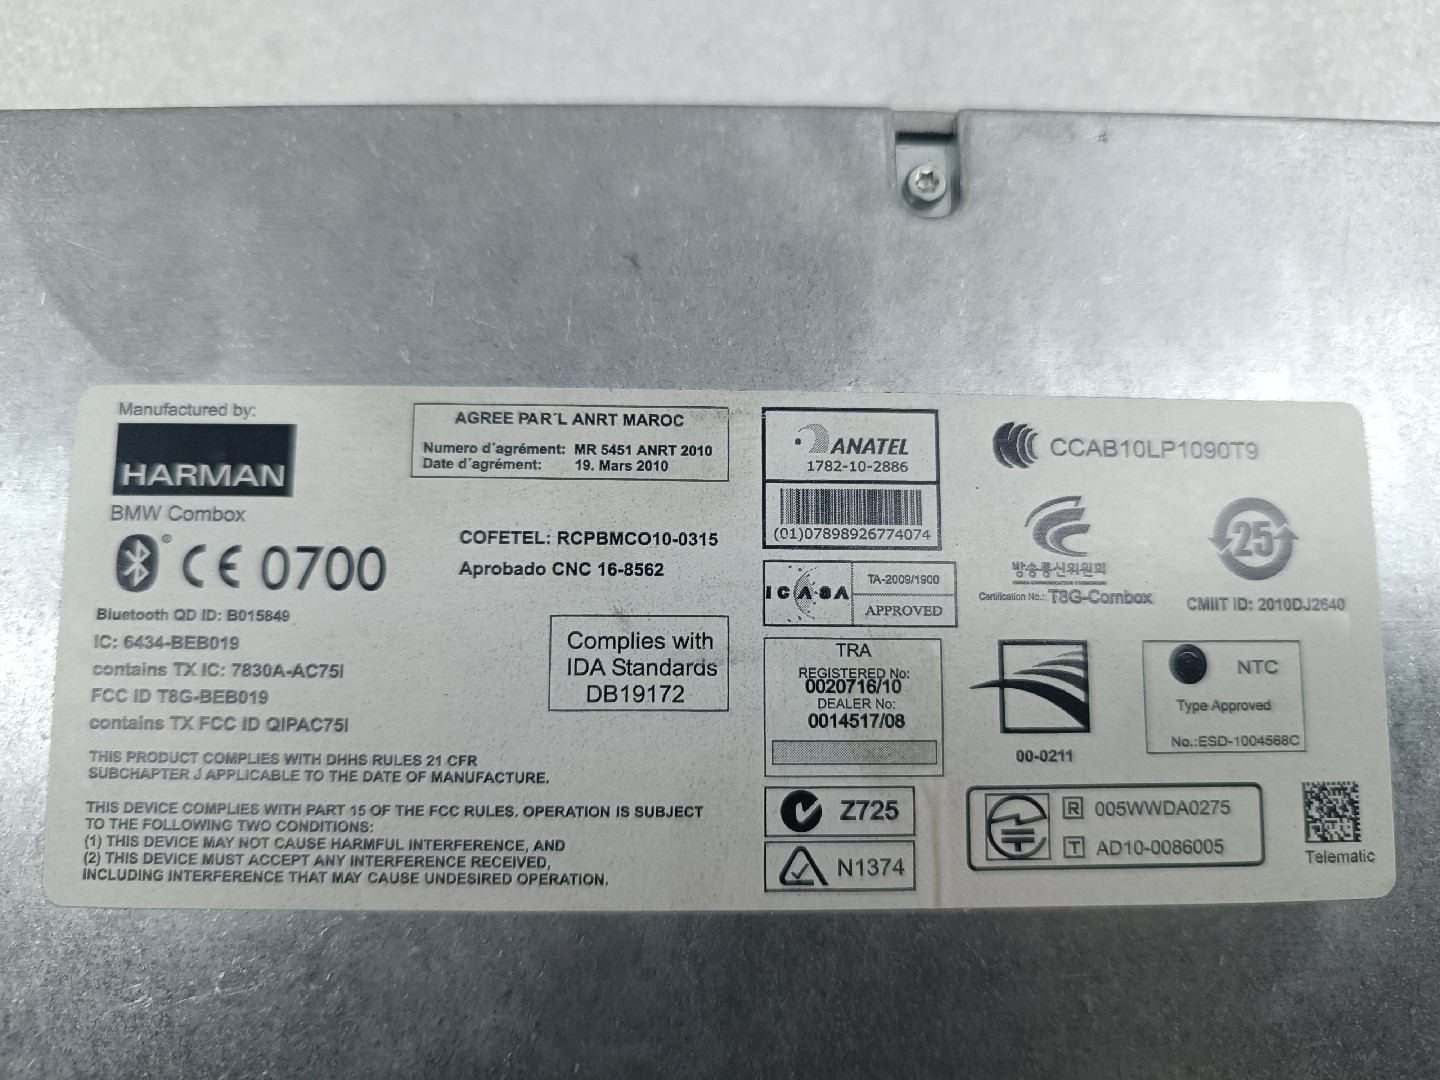 Manufactured by:
HARMAN
BMW Combox
® CE 0700
Bluetooth QD ID: B015849
IC: 6434-BEB019
contains TX IC: 7830A-AC75I
FCC ID T8G-BEB019
contains TX FCC ID QIPAC75I
THIS PRODUCT COMPLIES WITH DHHS RULES 21 CFR
SUBCHAPTER J APPLICABLE TO THE DATE OF MANUFACTURE.
THIS DEVICE COMPLIES WITH PART 15 OF THE FCC RULES. OPERATION IS SUBJECT
TO THE FOLLOWING TWO CONDITIONS:
(1) THIS DEVICE MAY NOT CAUSE HARMFUL INTERFERENCE, AND
(2) THIS DEVICE MUST ACCEPT ANY INTERFERENCE RECEIVED,
INCLUDING INTERFERENCE THAT MAY CAUSE UNDESIRED OPERATION.
AGREE PAR´L ANRT MAROC
Numero d´agrément: MR 5451 ANRT 2010
Date d´agrément: 19. Mars 2010
COFETEL: RCPBMCO10-0315
Aprobado CNC 16-8562
Complies with
IDA Standards
DB19172
ANATEL
1782-10-2886
(01)07898926774074
ICASA
TA-2009/1900
APPROVED
TRA
REGISTERED No:
0020716/10
DEALER No:
0014517/08
Z725
N1374
CCAB10LP1090T9
방송통신위원회
KOREA COMMUNICATIONS COMMISSION
Certification No.: T8G-Combox
25
CMIIT ID: 2010DJ2640
00-0211
NTC
Type Approved
No.:ESD-1004568C
R 005WWDA0275
T AD10-0086005
Telematic